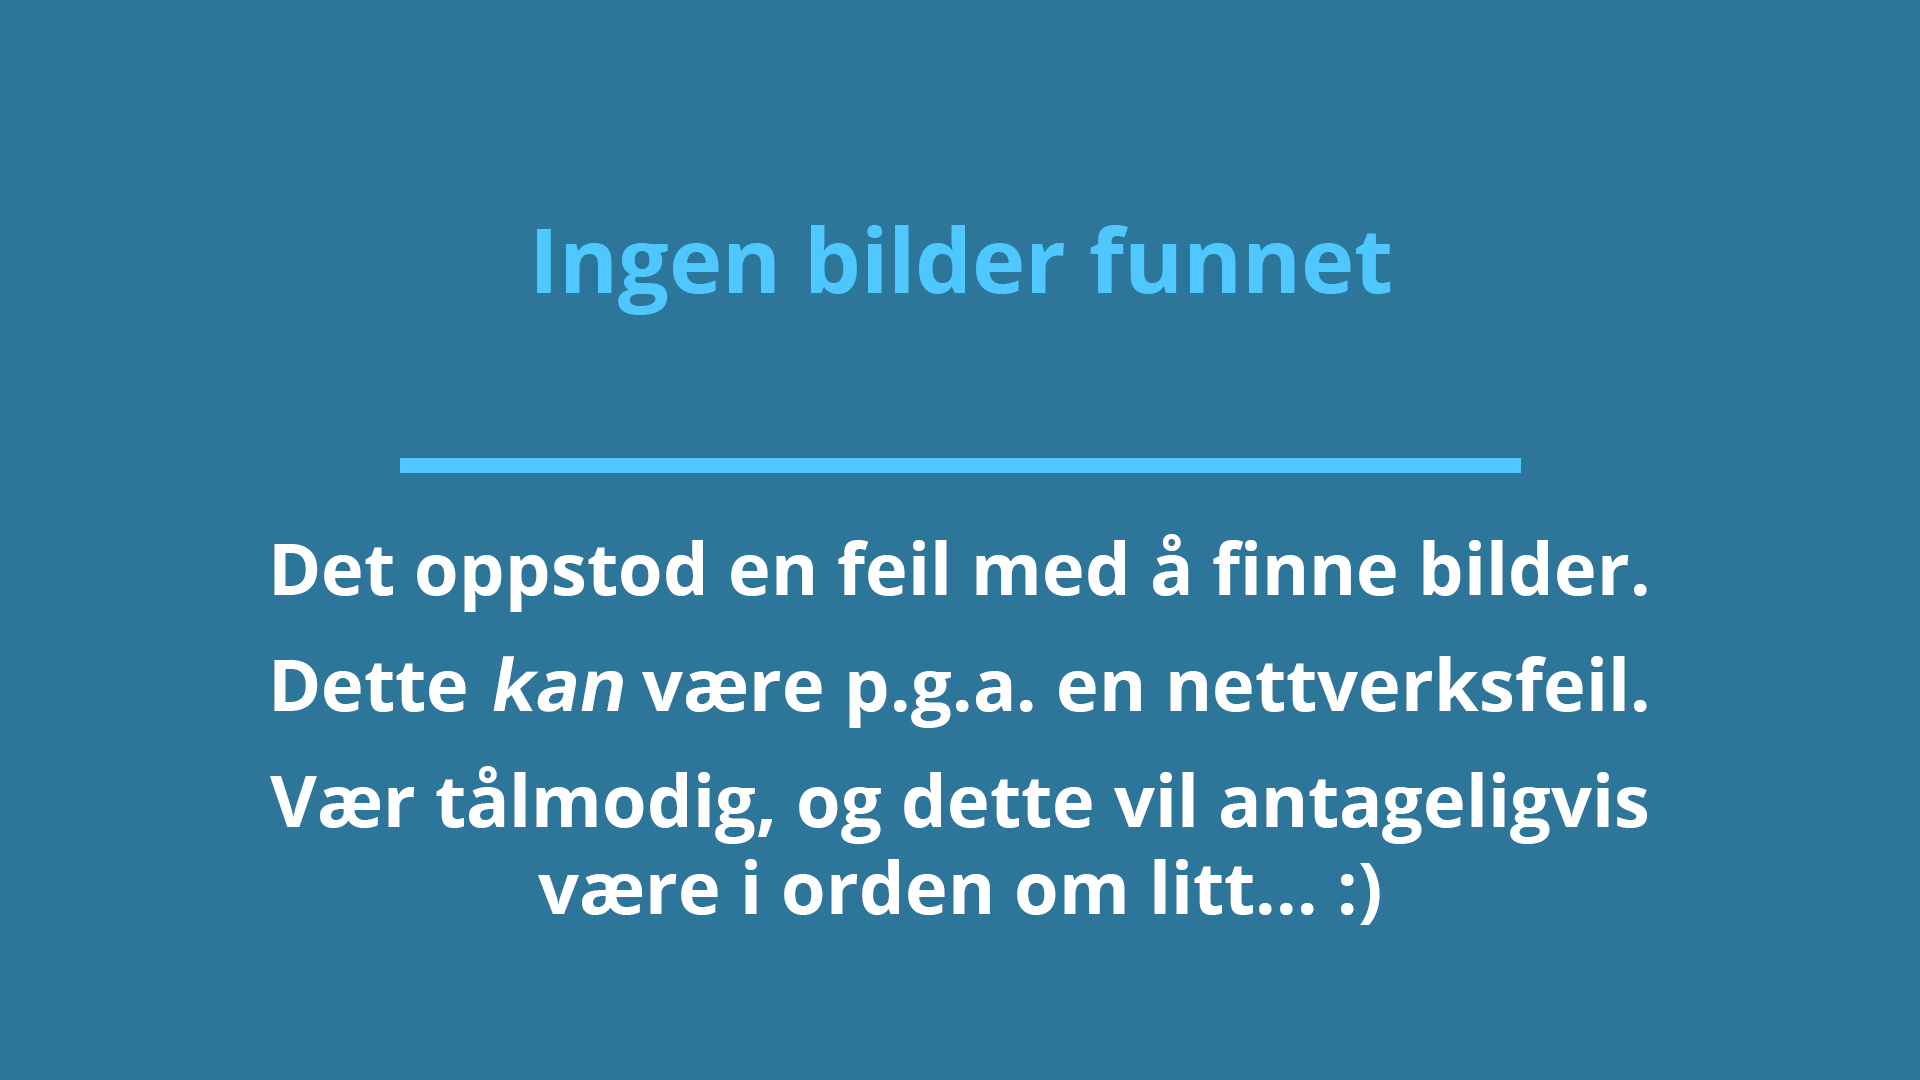 Ingen bilder funnet
Det oppstod en feil med å finne bilder.
Dette kan være p.g.a. en nettverksfeil.
Vær tålmodig, og dette vil antageligvis
være i orden om litt... :)